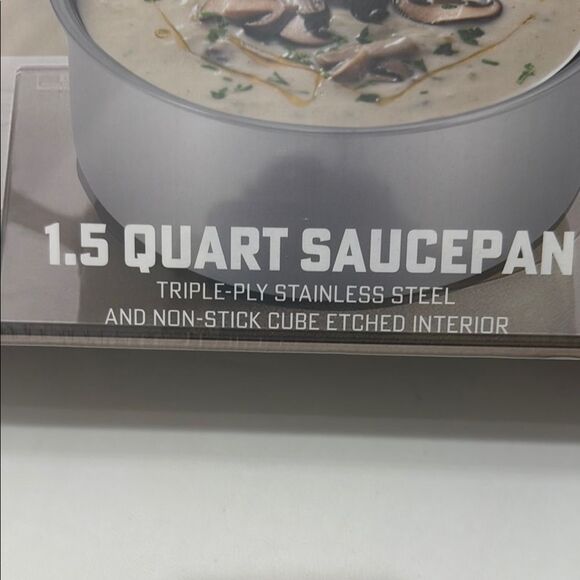 1.5 QUART SAUCEPAN
TRIPLE-PLY STAINLESS STEEL
AND NON-STICK CUBE ETCHED INTERIOR